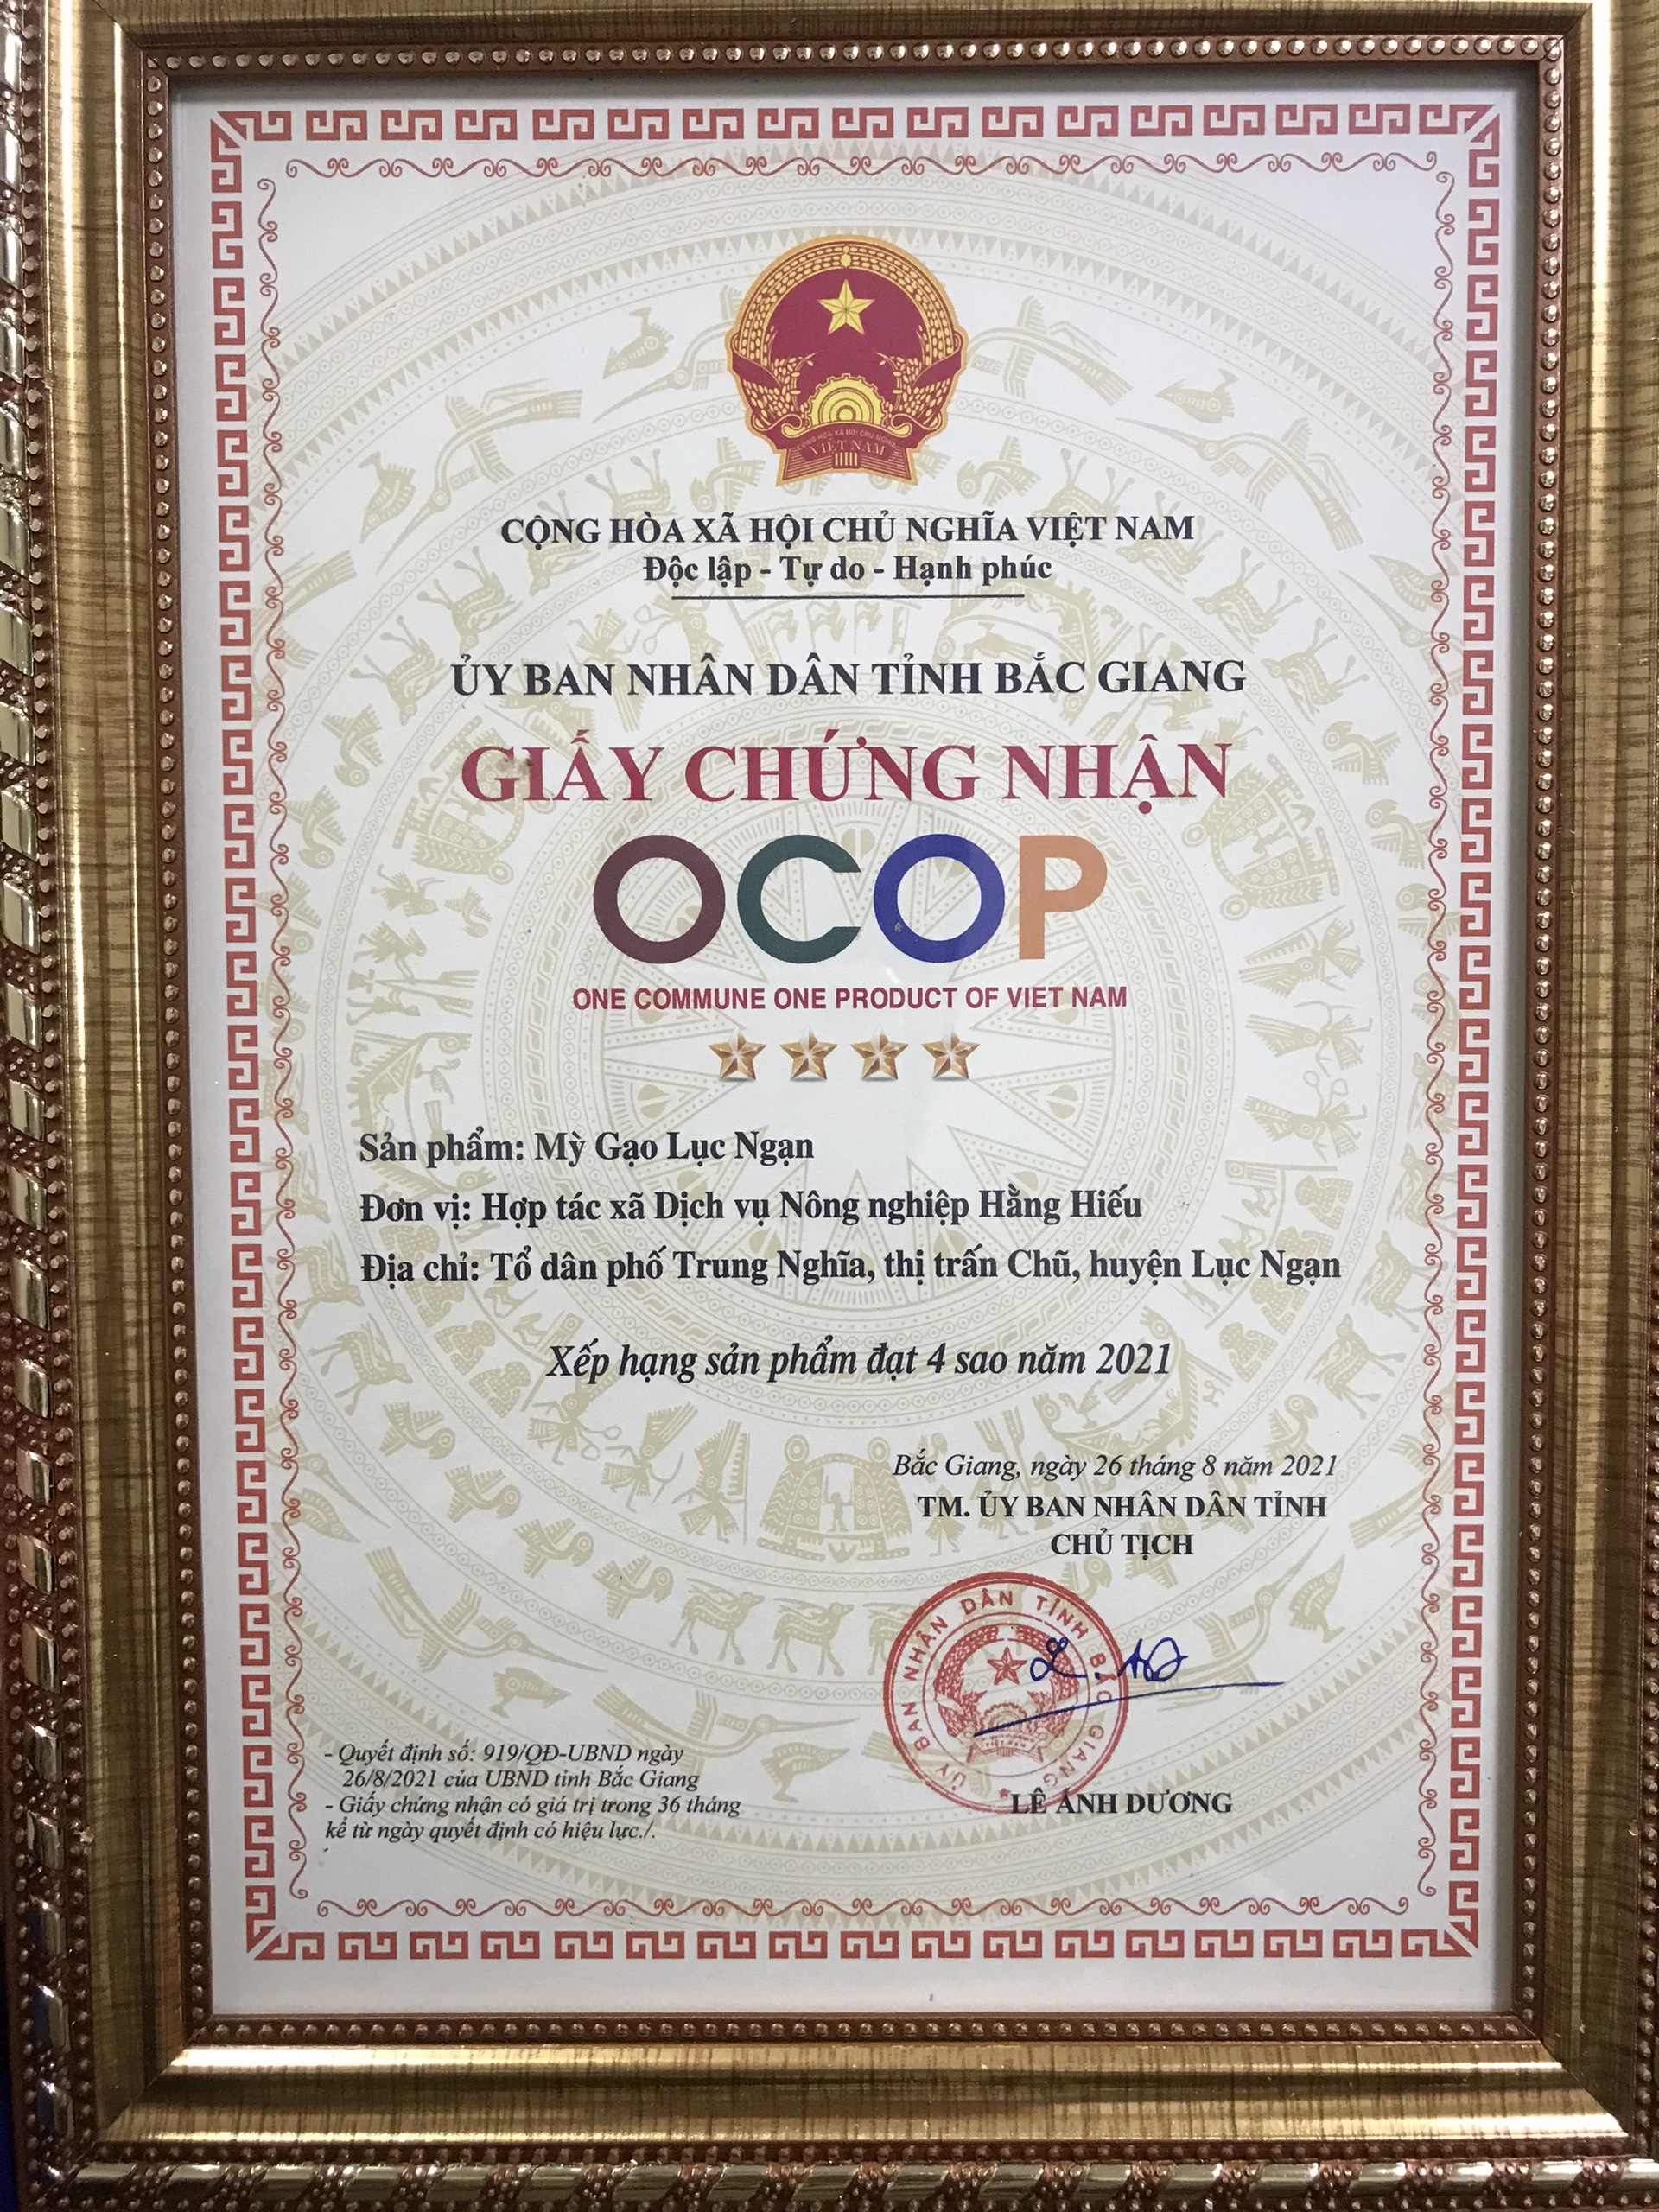 CỘNG HÒA XÃ HỘI CHỦ NGHĨA
VIỆT NAM
CỘNG HÒA XÃ HỘI CHỦ NGHĨA VIỆT NAM
Độc lập - Tự do - Hạnh phúc
ỦY BAN NHÂN DÂN TỈNH BẮC GIANG
GIẤY CHỨNG NHẬN
OCOP
ONE COMMUNE ONE PRODUCT OF VIET NAM
Sản phẩm: Mỳ Gạo Lục Ngạn
Đơn vị: Hợp tác xã Dịch vụ Nông nghiệp Hằng Hiếu
Địa chỉ: Tổ dân phố Trung Nghĩa, thị trấn Chũ, huyện Lục Ngạn
Xếp hạng sản phẩm đạt 4 sao năm 2021
Bắc Giang, ngày 26 tháng 8 năm 2021
TM. ỦY BAN NHÂN DÂN TỈNH
CHỦ TỊCH
ỦY BAN NHÂN DÂN TỈNH BẮC GIANG
LÊ ÁNH DƯƠNG
- Quyết định số: 919/QĐ-UBND ngày
26/8/2021 của UBND tỉnh Bắc Giang
- Giấy chứng nhận có giá trị trong 36 tháng
kể từ ngày quyết định có hiệu lực./.